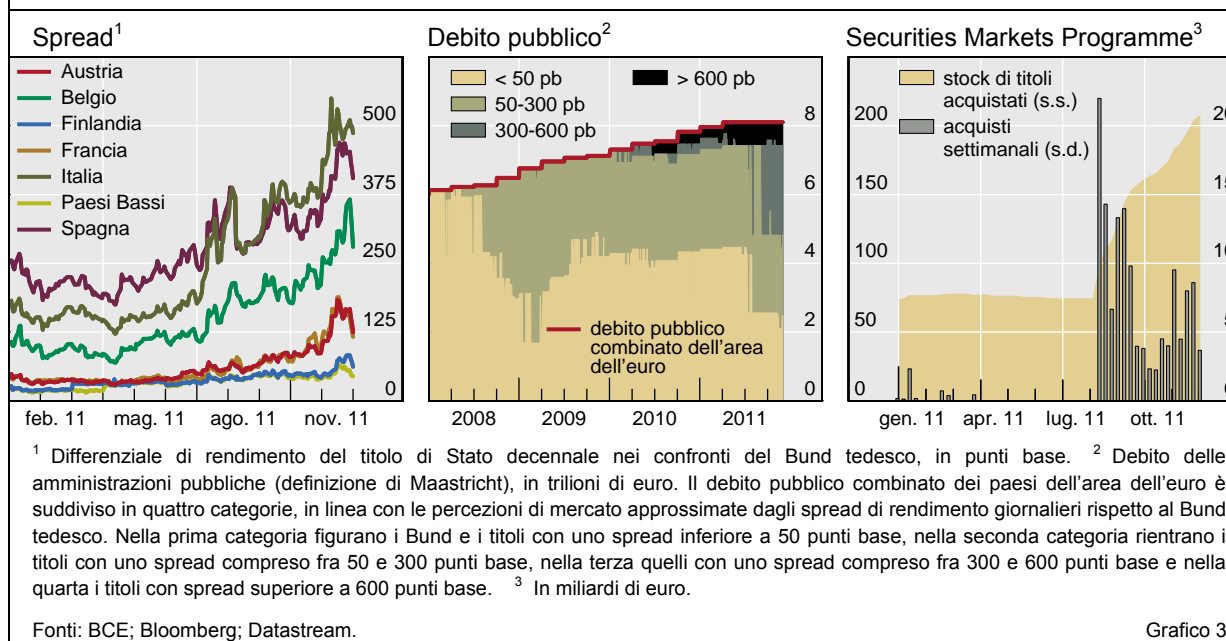 Spread1
Austria
Belgio
Finlandia
Francia
Italia
Paesi Bassi
Spagna
500
375
250
125
0
feb. 11 mag. 11 ago. 11 nov. 11
Debito pubblico2
< 50 pb
50-300 pb
300-600 pb
> 600 pb
debito pubblico
combinato dell'area
dell'euro
8
6
4
2
0
2008 2009 2010 2011
Securities Markets Programme3
stock di titoli
acquistati (s.s.)
acquisti
settimanali (s.d.)
200
150
100
50
0
gen. 11 apr. 11 lug. 11 ott. 11
1 Differenziale di rendimento del titolo di Stato decennale nei confronti del Bund tedesco, in punti base. 2 Debito delle
amministrazioni pubbliche (definizione di Maastricht), in trilioni di euro. Il debito pubblico combinato dei paesi dell'area dell'euro è
suddiviso in quattro categorie, in linea con le percezioni di mercato approssimate dagli spread di rendimento giornalieri rispetto al Bund
tedesco. Nella prima categoria figurano i Bund e i titoli con uno spread inferiore a 50 punti base, nella seconda categoria rientrano i
titoli con uno spread compreso fra 50 e 300 punti base, nella terza quelli con uno spread compreso fra 300 e 600 punti base e nella
quarta i titoli con spread superiore a 600 punti base. 3 In miliardi di euro.
Fonti: BCE; Bloomberg; Datastream. Grafico 3